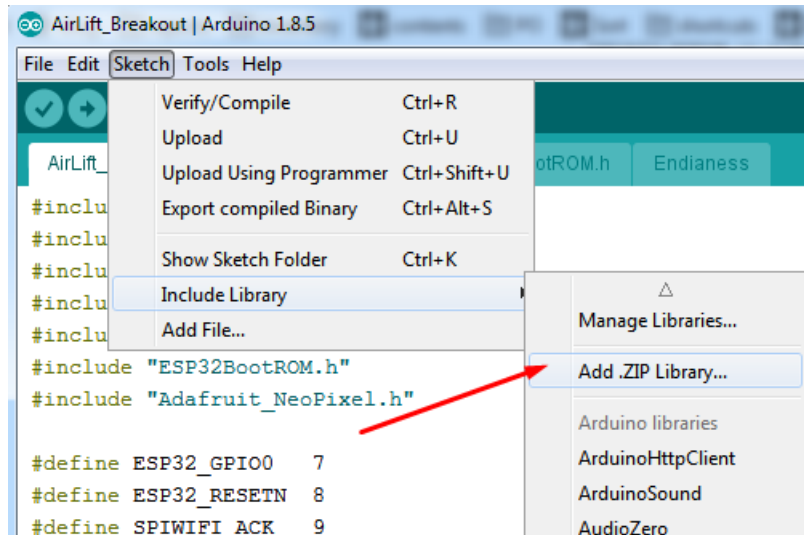 AirLift_Breakout | Arduino 1.8.5
File Edit Sketch Tools Help
Verify/Compile Ctrl+R
Upload Ctrl+U
Upload Using Programmer Ctrl+Shift+U
Export compiled Binary Ctrl+Alt+S
Show Sketch Folder Ctrl+K
Include Library
Add File...
Manage Libraries...
Add .ZIP Library...
Arduino libraries
ArduinoHttpClient
ArduinoSound
AudioZero
AirLift_ otROM.h Endianess
#inclu
#inclu
#inclu
#inclu
#inclu
#include "ESP32BootROM.h"
#include "Adafruit_NeoPixel.h"
#define ESP32_GPIO0 7
#define ESP32_RESETN 8
#define SPIWIFI_ACK 9